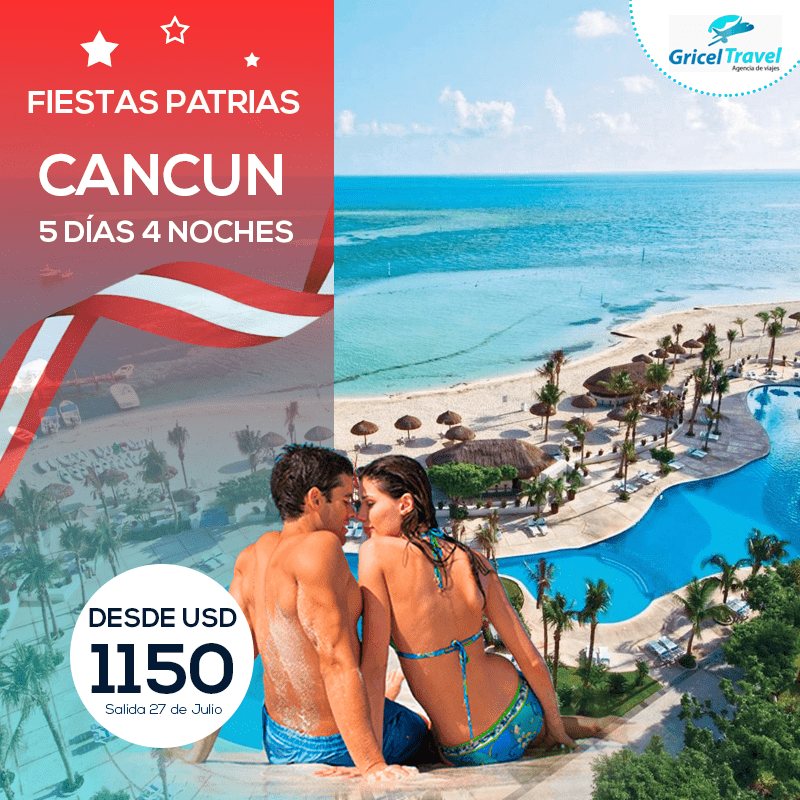 Gricel Travel
Agencia de viajes
FIESTAS PATRIAS
CANCUN
5 DÍAS 4 NOCHES
DESDE USD
1150
Salida 27 de Julio